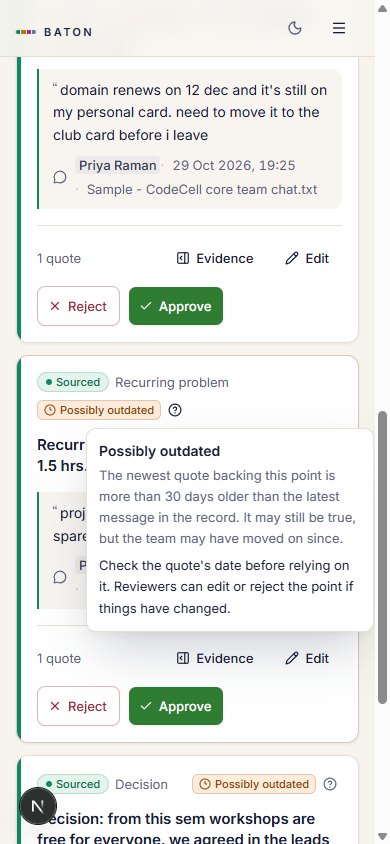 BATON
“ domain renews on 12 dec and it's still on
my personal card. need to move it to the
club card before i leave
Priya Raman · 29 Oct 2026, 19:25
· Sample - CodeCell core team chat.txt
1 quote Evidence Edit
Reject Approve
Sourced Recurring problem
Possibly outdated ?
Recurr
1.5 hrs.
Possibly outdated
The newest quote backing this point is
more than 30 days older than the latest
message in the record. It may still be true,
but the team may have moved on since.
Check the quote's date before relying on
it. Reviewers can edit or reject the point if
things have changed.
“ proj
spare
P
1 quote Evidence Edit
Reject Approve
Sourced Decision Possibly outdated ?
N
ecision: from this sem workshops are
free for everyone. we agreed in the leads